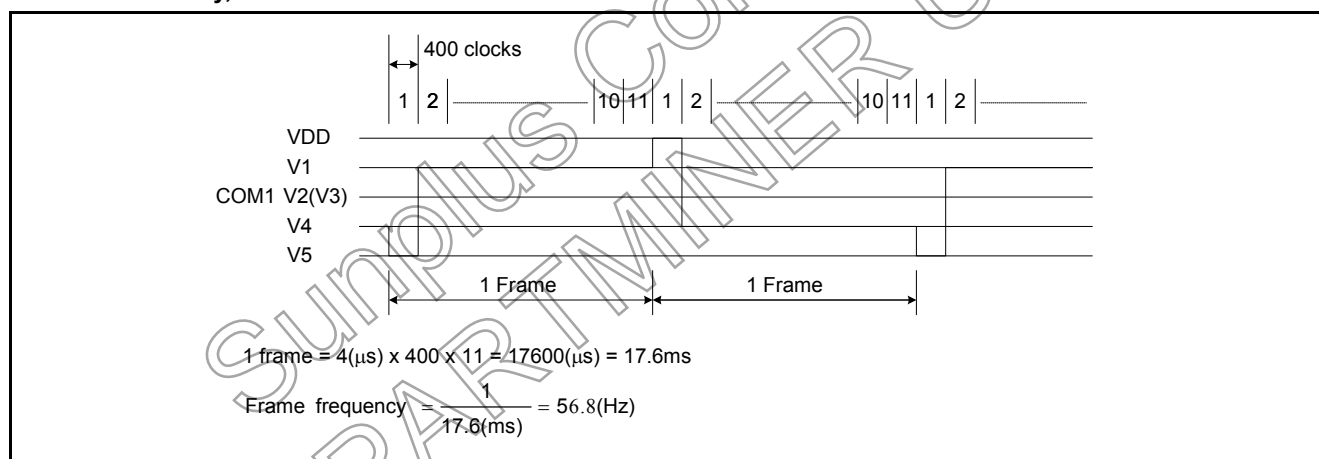 400 clocks
1 2 10 11 1 2 10 11 1 2
VDD
V1
COM1 V2(V3)
V4
V5
1 Frame 1 Frame
1 frame = 4(μs) x 400 x 11 = 17600(μs) = 17.6ms
Frame frequency = 1 / 17.6(ms) = 56.8(Hz)
Sunplus
PARTMINER